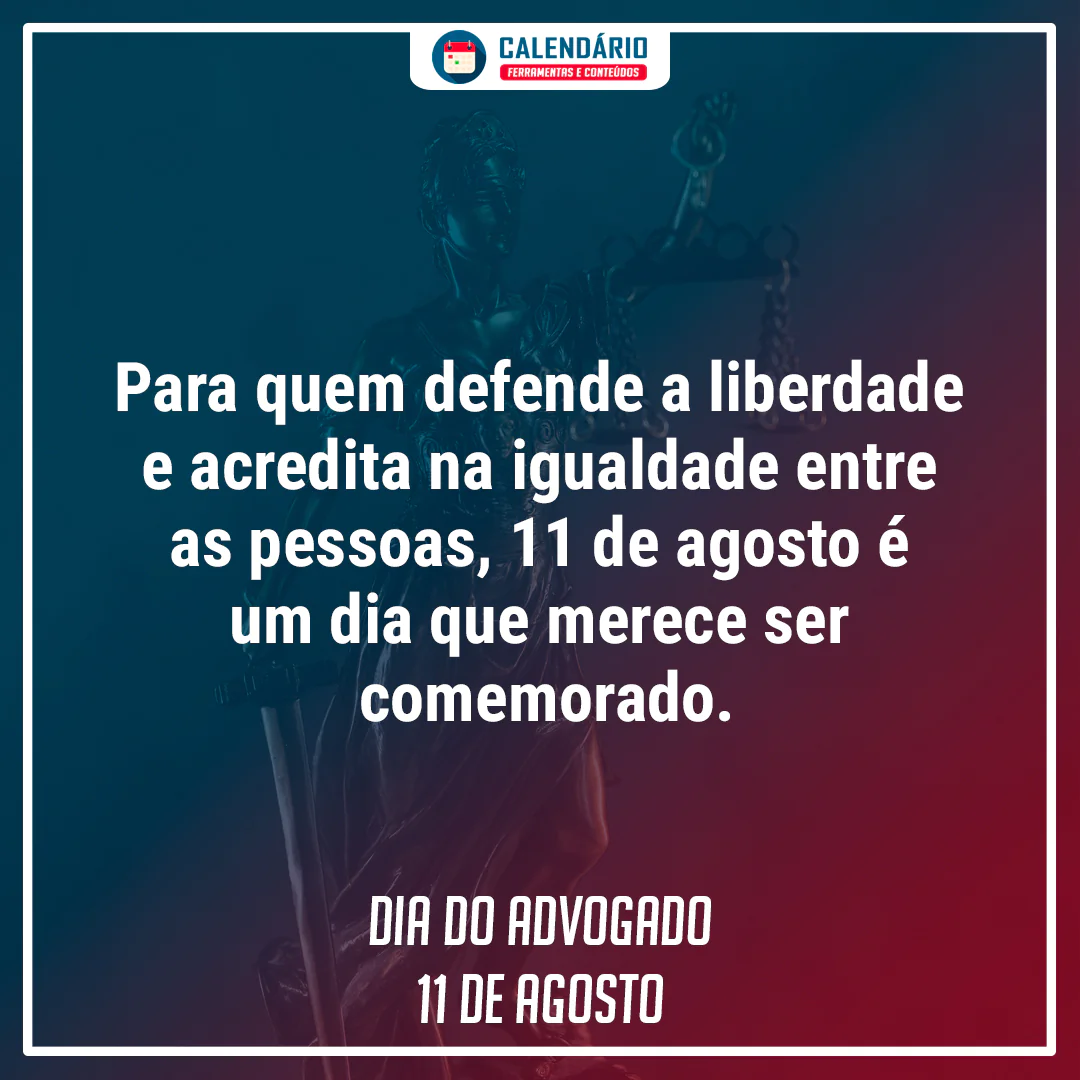 CALENDÁRIO
FERRAMENTAS E CONTEÚDOS
Para quem defende a liberdade
e acredita na igualdade entre
as pessoas, 11 de agosto é
um dia que merece ser
comemorado.
DIA DO ADVOGADO
11 DE AGOSTO